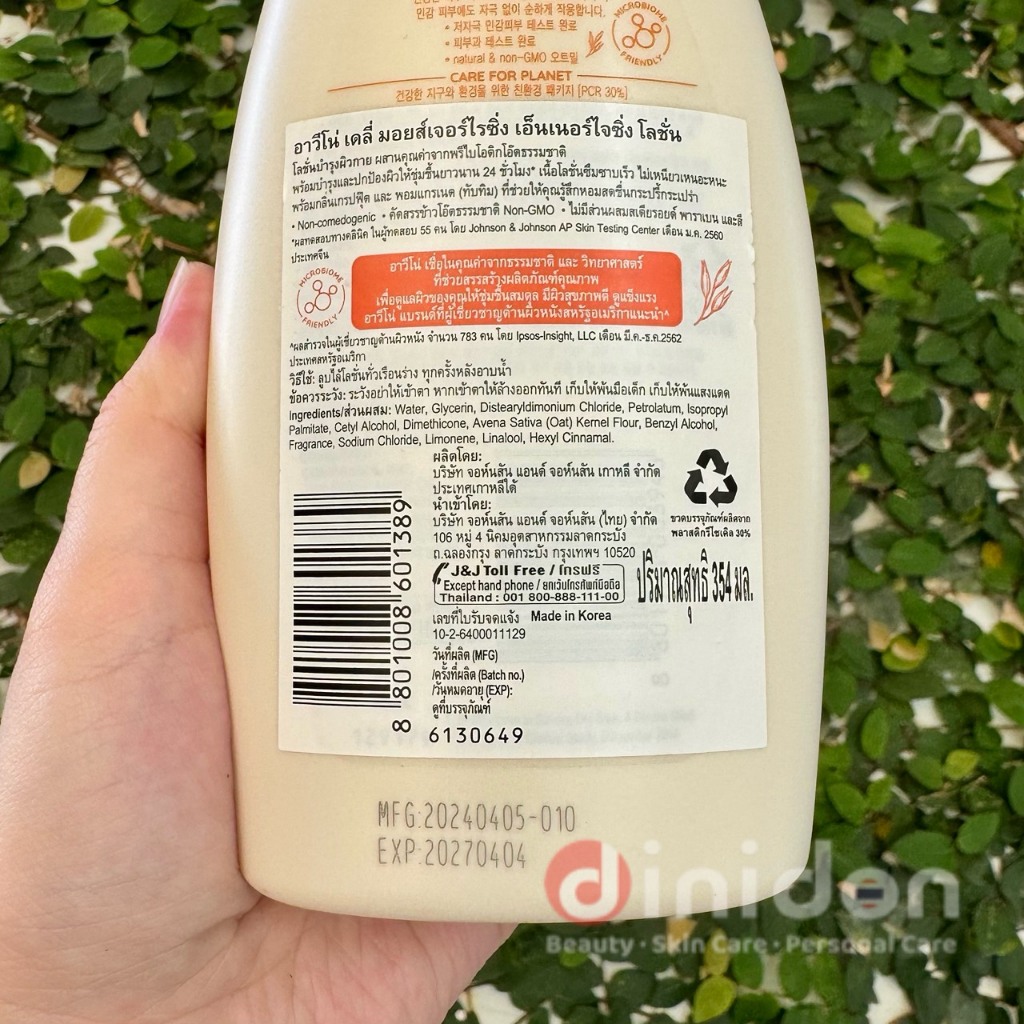 민감 피부에도 자극 없이 순하게 작용합니다.
• 저자극 민감피부 테스트 완료
• 피부과 테스트 완료
• natural & non-GMO 오트밀
MICROBIOME FRIENDLY
CARE FOR PLANET
건강한 지구와 환경을 위한 친환경 패키지 [PCR 30%]
อาวีโน่ เดลี่ มอยส์เจอร์ไรซิ่ง เอ็นเนอร์ไจซิ่ง โลชั่น
โลชั่นบำรุงผิวกาย ผสานคุณค่าจากพรีไบโอติกโอ๊ตธรรมชาติ
พร้อมบำรุงและปกป้องผิวให้ชุ่มชื้นยาวนาน 24 ชั่วโมง* เนื้อโลชั่นซึมซาบเร็ว ไม่เหนียวเหนอะหนะ
พร้อมกลิ่นเกรปฟุ๊ต และ พอมแกรเนต (ทับทิม) ที่ช่วยให้คุณรู้สึกหอมสดชื่นกระปรี้กระเปร่า
• Non-comedogenic • คัดสรรข้าวโอ๊ตธรรมชาติ Non-GMO • ไม่มีส่วนผสมสเตียรอยด์ พาราเบน และสี
*ผลทดสอบทางคลินิค ในผู้ทดสอบ 55 คน โดย Johnson & Johnson AP Skin Testing Center เดือน ม.ค. 2560
ประเทศจีน
MICROBIOME FRIENDLY
อาวีโน่ เชื่อในคุณค่าจากธรรมชาติ และ วิทยาศาสตร์
ที่ช่วยสรรสร้างผลิตภัณฑ์คุณภาพ
เพื่อดูแลผิวของคุณให้ชุ่มชื้นสมดุล มีผิวสุขภาพดี ดูแข็งแรง
อาวีโน่ แบรนด์ที่ผู้เชี่ยวชาญด้านผิวหนังสหรัฐอเมริกาแนะนำ^
^ผลสำรวจในผู้เชี่ยวชาญด้านผิวหนัง จำนวน 783 คน โดย Ipsos-Insight, LLC เดือน มี.ค.-ธ.ค.2562
ประเทศสหรัฐอเมริกา
วิธีใช้: ลูบไล้โลชั่นทั่วเรือนร่าง ทุกครั้งหลังอาบน้ำ
ข้อควรระวัง: ระวังอย่าให้เข้าตา หากเข้าตาให้ล้างออกทันที เก็บให้พ้นมือเด็ก เก็บให้พ้นแสงแดด
Ingredients/ส่วนผสม: Water, Glycerin, Distearyldimonium Chloride, Petrolatum, Isopropyl
Palmitate, Cetyl Alcohol, Dimethicone, Avena Sativa (Oat) Kernel Flour, Benzyl Alcohol,
Fragrance, Sodium Chloride, Limonene, Linalool, Hexyl Cinnamal.
ผลิตโดย:
บริษัท จอห์นสัน แอนด์ จอห์นสัน เกาหลี จำกัด
ประเทศเกาหลีใต้
นำเข้าโดย:
บริษัท จอห์นสัน แอนด์ จอห์นสัน (ไทย) จำกัด
106 หมู่ 4 นิคมอุตสาหกรรมลาดกระบัง
ถ.ฉลองกรุง ลาดกระบัง กรุงเทพฯ 10520
J&J Toll Free / โทรฟรี
Except hand phone / ยกเว้นโทรศัพท์มือถือ
Thailand : 001 800-888-111-00
ขวดบรรจุภัณฑ์ผลิตจาก
พลาสติกรีไซเคิล 30%
ปริมาณสุทธิ 354 มล.
เลขที่ใบรับจดแจ้ง Made in Korea
10-2-6400011129
วันที่ผลิต (MFG)
/ครั้งที่ผลิต (Batch no.)
/วันหมดอายุ (EXP):
ดูที่บรรจุภัณฑ์
8 801008 601389
6130649
MFG:20240405-010
EXP:20270404
dinidon
Beauty · Skin Care · Personal Care